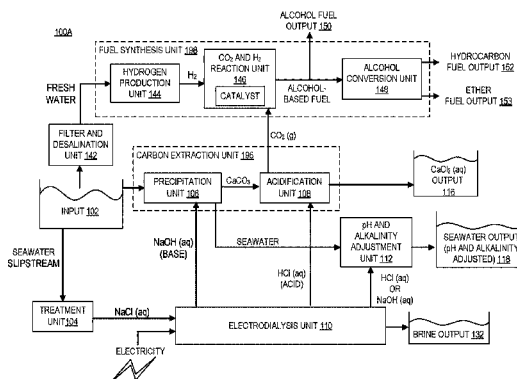 100A
ALCOHOL FUEL
OUTPUT 150
FUEL SYNTHESIS UNIT 198
HYDROGEN
PRODUCTION
UNIT 144
H2
CO2 AND H2
REACTION UNIT
146
CATALYST
ALCOHOL-
BASED FUEL
ALCOHOL
CONVERSION UNIT
148
HYDROCARBON
FUEL OUTPUT 152
ETHER
FUEL OUTPUT 153
FRESH
WATER
FILTER AND
DESALINATION
UNIT 142
CO2 (g)
CARBON EXTRACTION UNIT 196
INPUT 102
PRECIPITATION
UNIT 106
CaCO3
ACIDIFICATION
UNIT 108
CaCl2 (aq)
OUTPUT
116
SEAWATER
SLIPSTREAM
NaOH (aq)
(BASE)
SEAWATER
HCl (aq)
(ACID)
pH AND
ALKALINITY
ADJUSTMENT
UNIT 112
SEAWATER OUTPUT
(pH AND ALKALINITY
ADJUSTED) 118
HCl (aq)
OR
NaOH (aq)
TREATMENT
UNIT 104
NaCl (aq)
ELECTRODIALYSIS UNIT 110
BRINE OUTPUT 132
ELECTRICITY